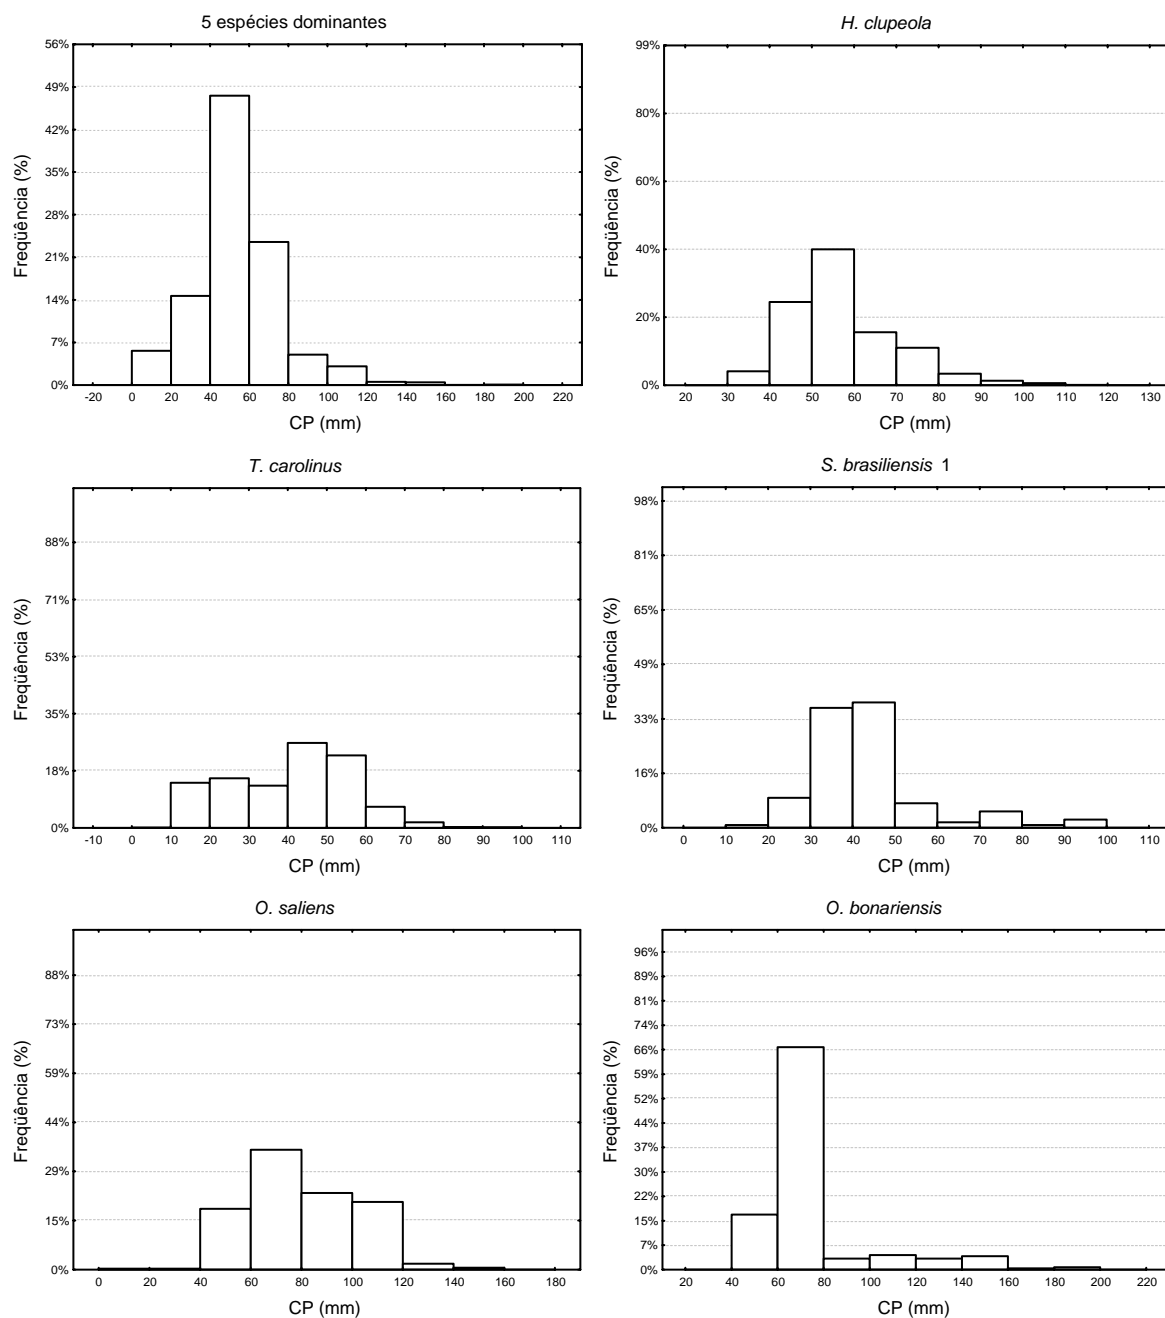 5 espécies dominantes
56%
49%
42%
35%
28%
21%
14%
7%
0%
Freqüência (%)
-20 0 20 40 60 80 100 120 140 160 180 200 220
CP (mm)
H. clupeola
99%
80%
60%
40%
20%
0%
Freqüência (%)
20 30 40 50 60 70 80 90 100 110 120 130
CP (mm)
T. carolinus
88%
71%
53%
35%
18%
0%
Freqüência (%)
-10 0 10 20 30 40 50 60 70 80 90 100 110
CP (mm)
S. brasiliensis 1
98%
81%
65%
49%
33%
16%
0%
Freqüência (%)
0 10 20 30 40 50 60 70 80 90 100 110
CP (mm)
O. saliens
88%
73%
59%
44%
29%
15%
0%
Freqüência (%)
0 20 40 60 80 100 120 140 160 180
CP (mm)
O. bonariensis
96%
89%
81%
74%
66%
59%
52%
44%
37%
30%
22%
15%
7%
0%
Freqüência (%)
20 40 60 80 100 120 140 160 180 200 220
CP (mm)